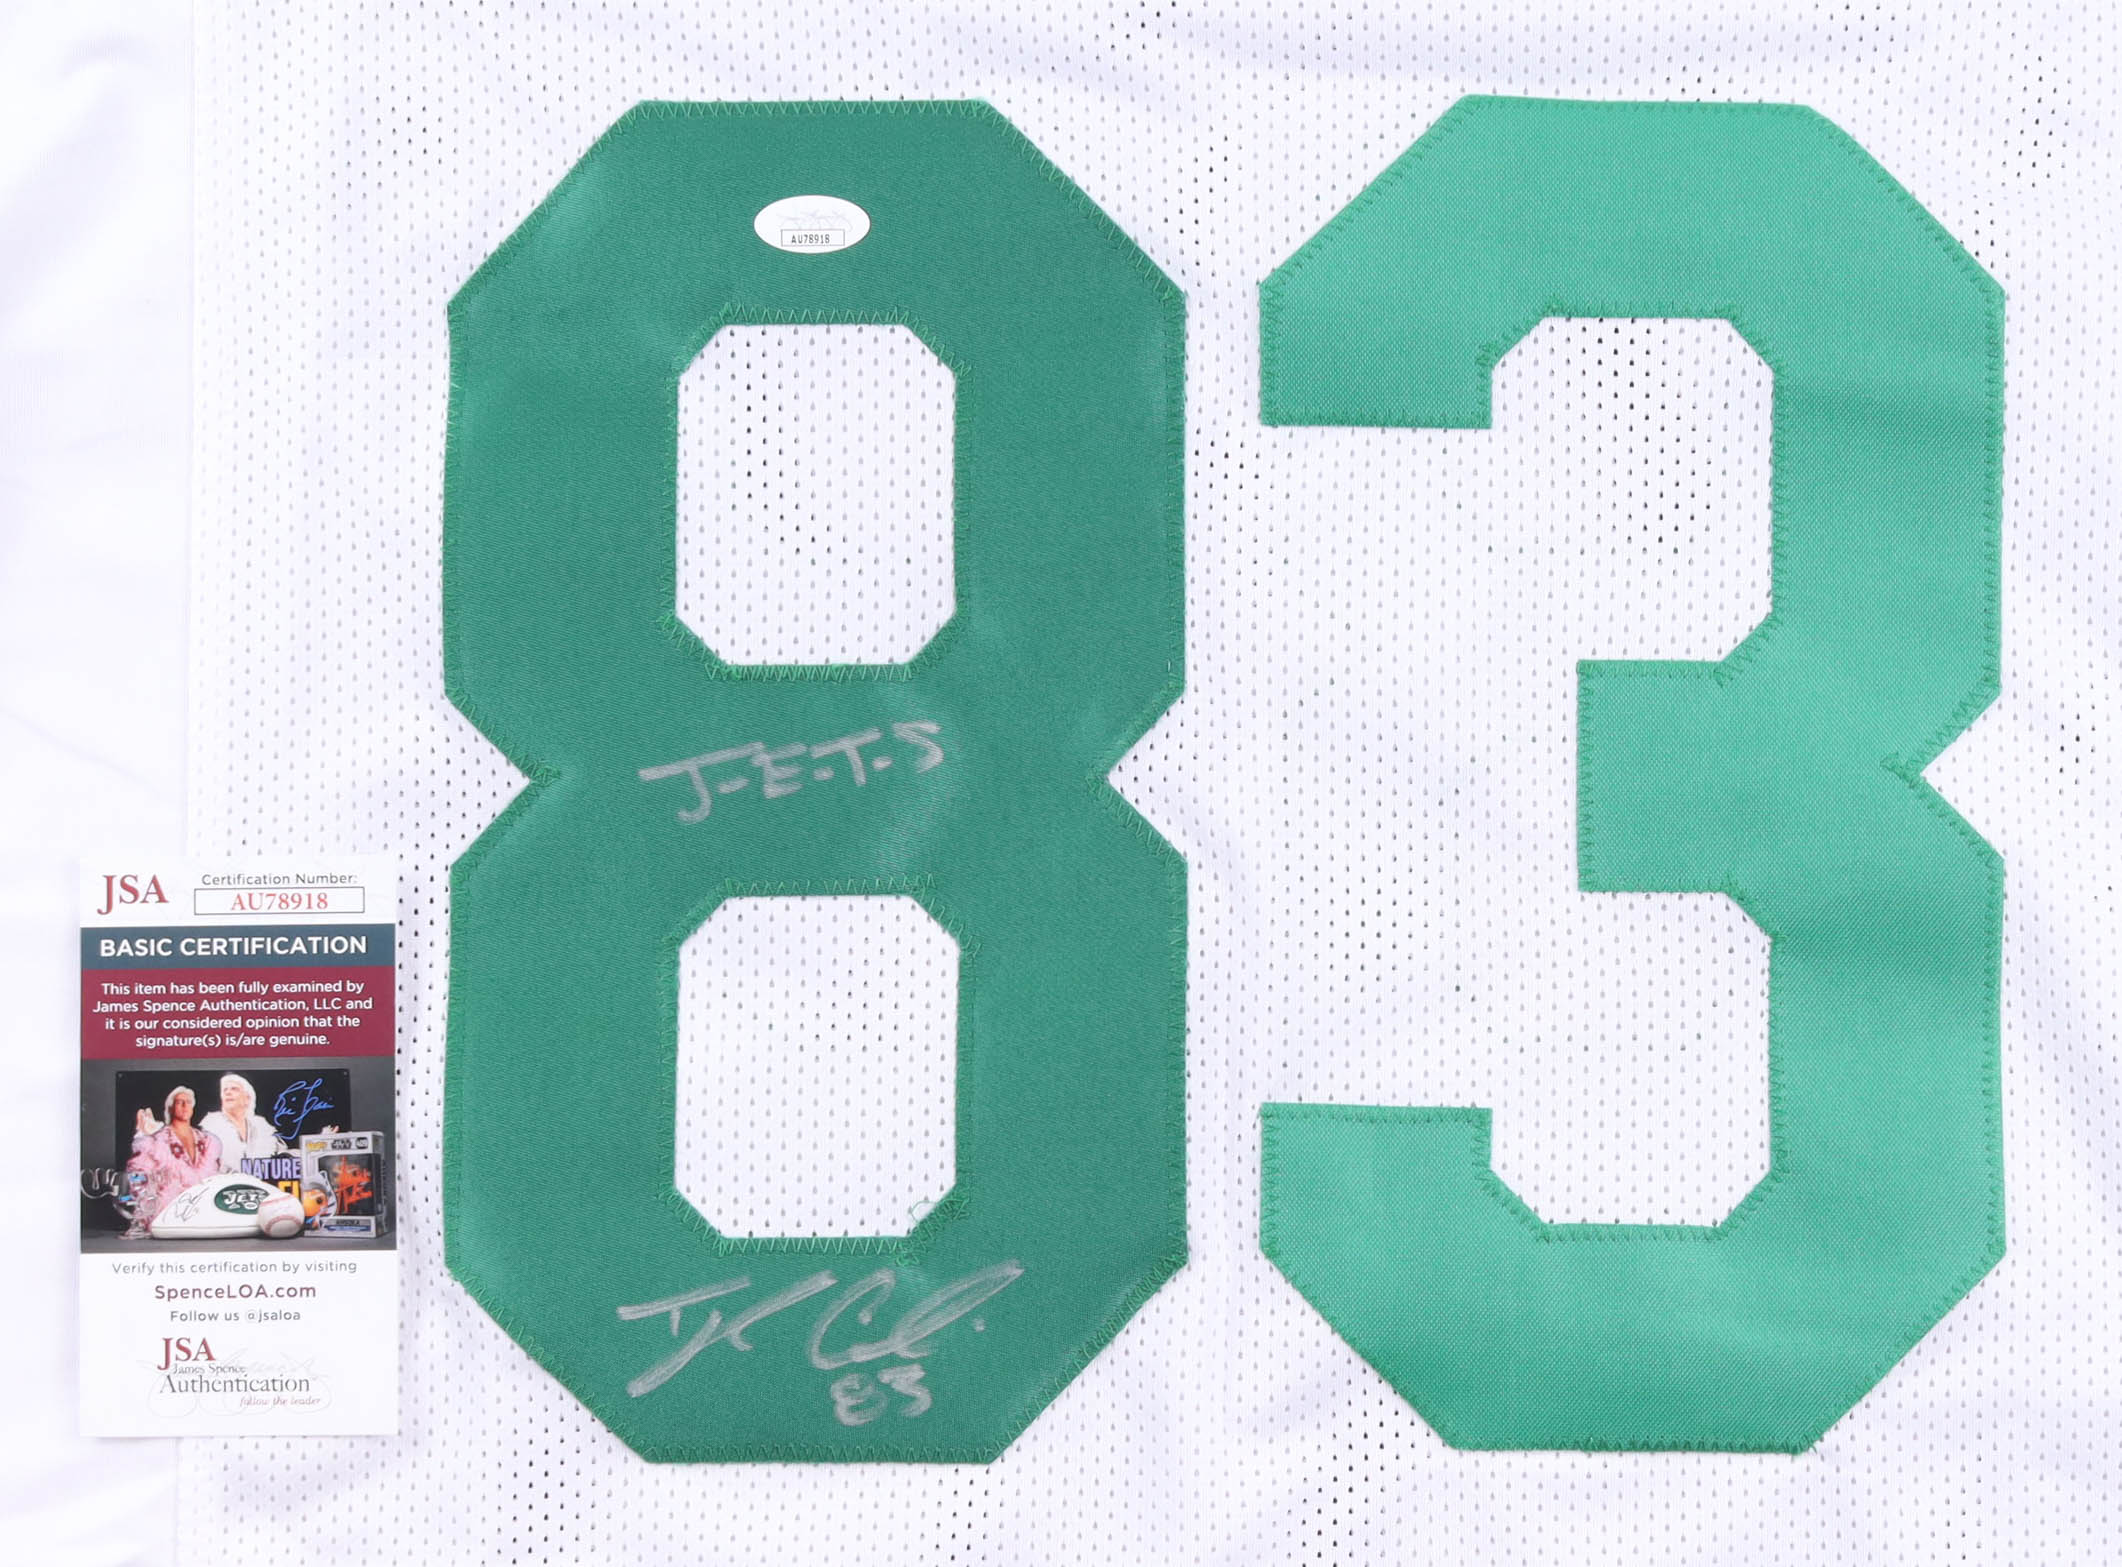 83
AU78918
J-E-T-S
JSA
Certification Number:
AU78918
BASIC CERTIFICATION
This item has been fully examined by
James Spence Authentication, LLC and
it is our considered opinion that the
signature(s) is/are genuine.
NATURE
JETS
Verify this certification by visiting
SpenceLOA.com
Follow us @jsaloa
JSA
James Spence
Authentication
follow the leader
83